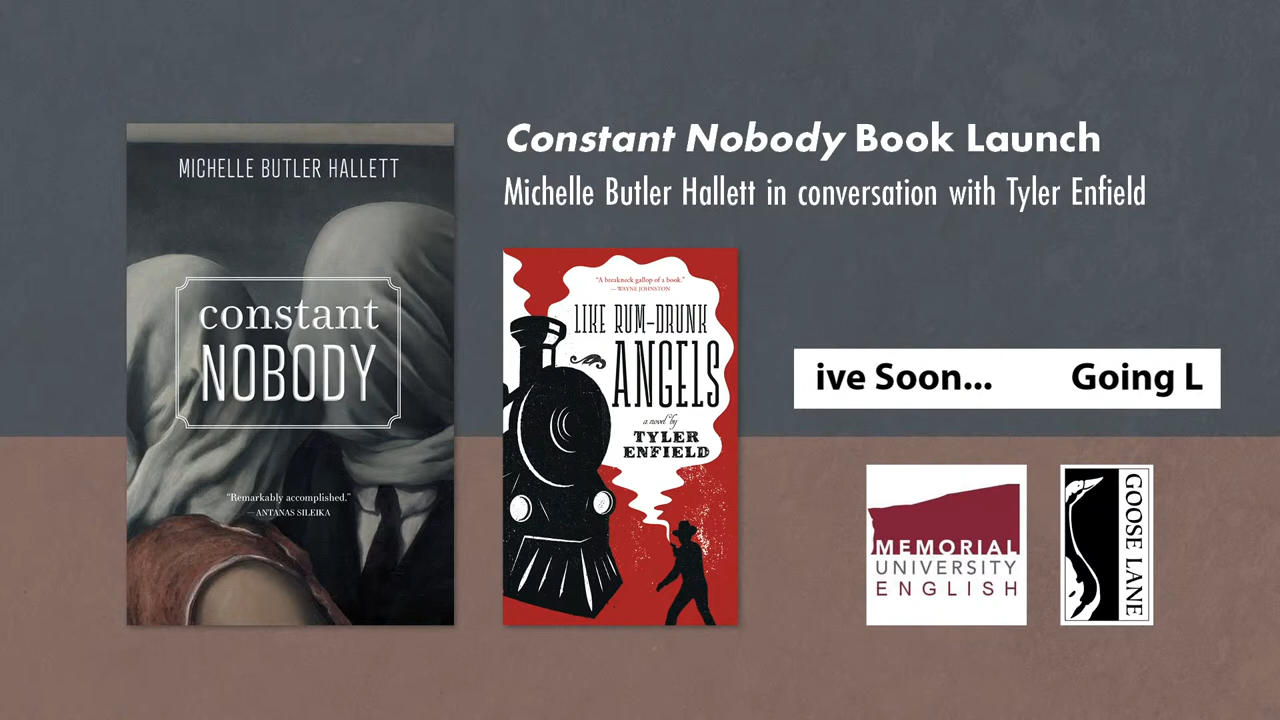 Constant Nobody Book Launch
Michelle Butler Hallett in conversation with Tyler Enfield
MICHELLE BUTLER HALLETT
constant
NOBODY
“Remarkably accomplished.”
—ANTANAS SILEIKA
“A breakneck gallop of a book.”
—WAYNE JOHNSTON
LIKE RUM-DRUNK
ANGELS
a novel by
TYLER
ENFIELD
ive Soon... Going L
MEMORIAL
UNIVERSITY
ENGLISH
GOOSE LANE